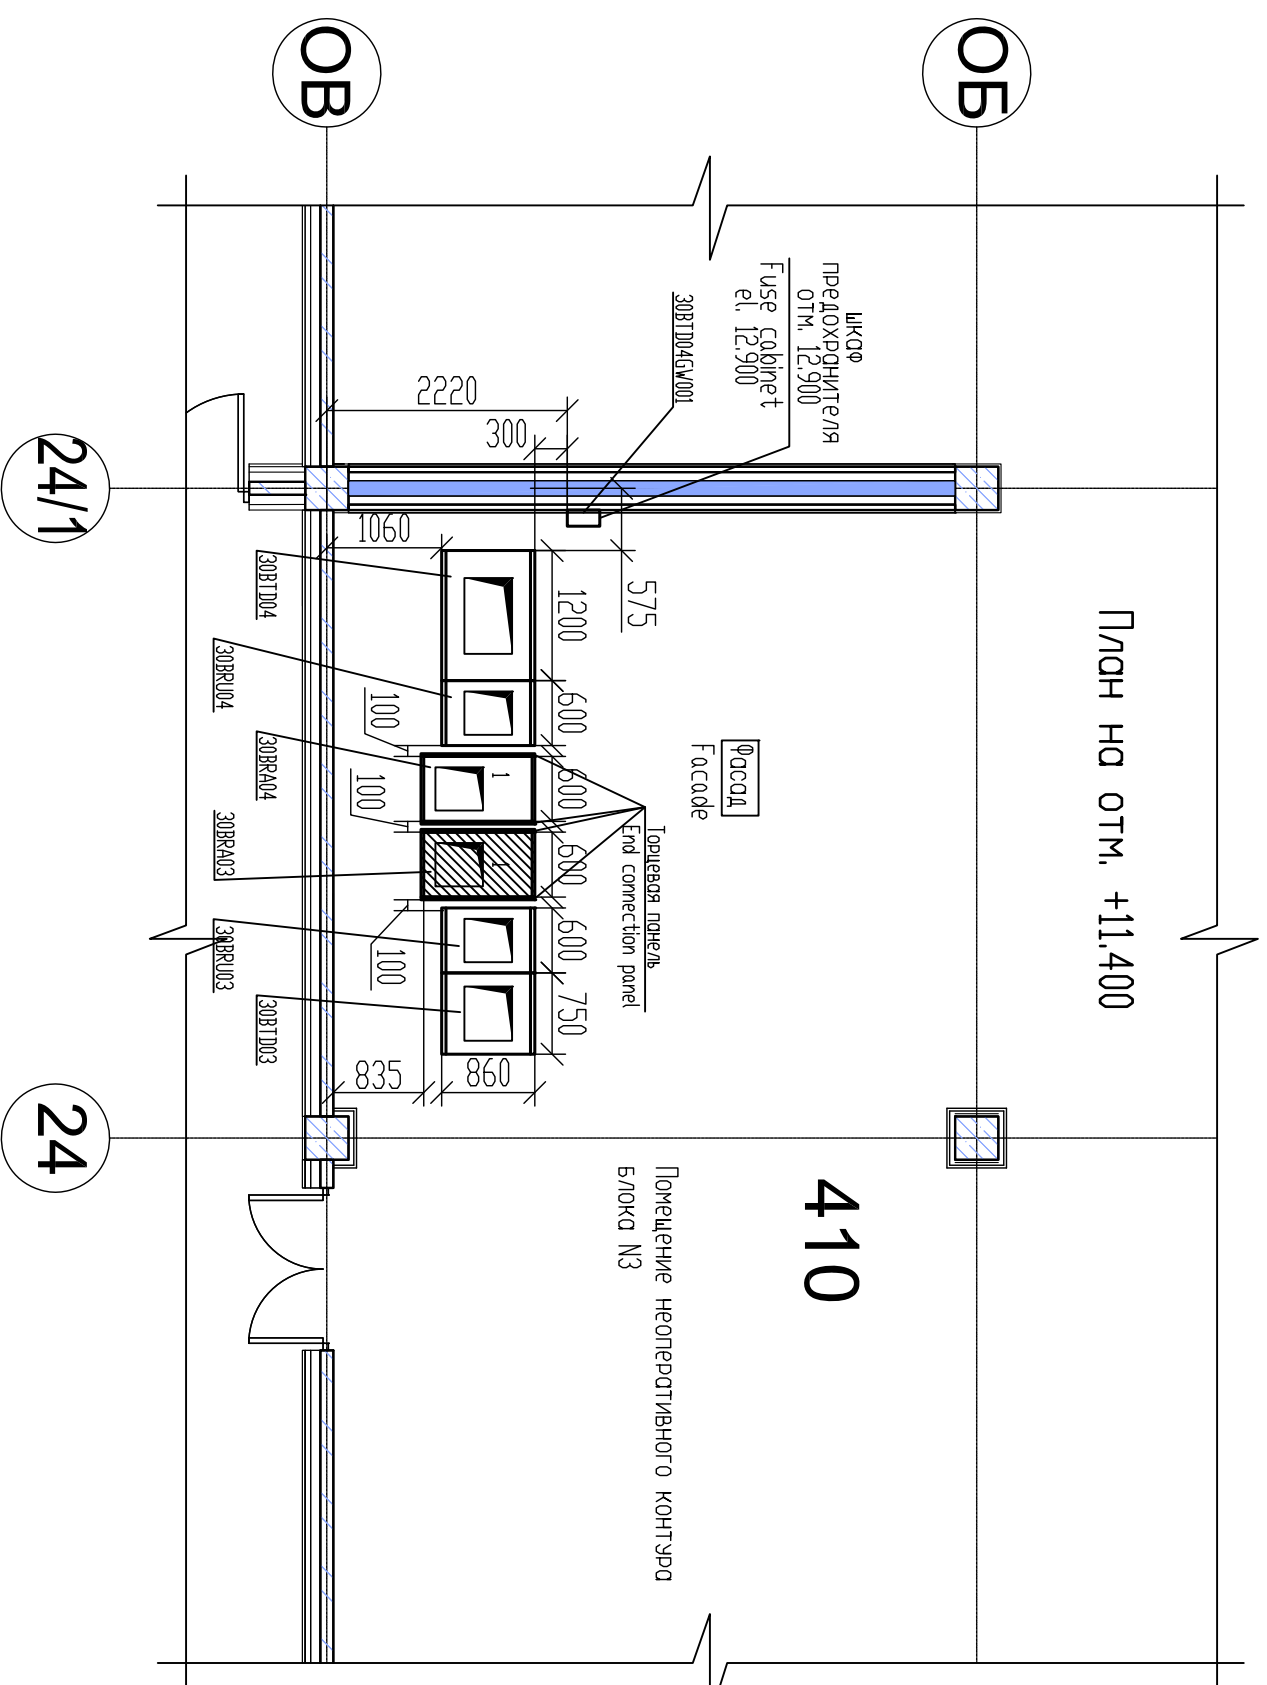 План на отм. +11.400
ОБ
ОВ
24/1
24
шкаф
предохранителя
отм. 12.900
Fuse cabinet
el. 12.900
30BTD04GW001
2220
300
1060
575
1200
600
600
600
600
750
100
100
100
835
860
1
1
Фасад
Facade
Торцевая панель
End connection panel
30BTD04
30BRU04
30BRA04
30BRA03
30BRU03
30BTD03
410
Помещение неоперативного контура
Блока N3